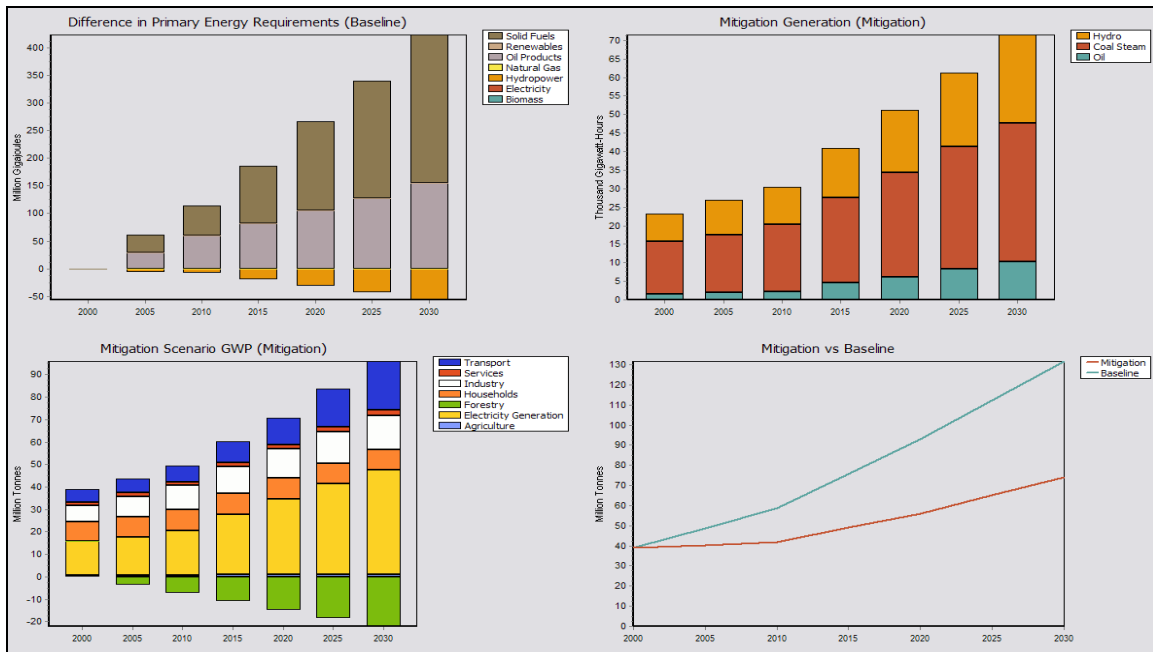 Difference in Primary Energy Requirements (Baseline)
Million Gigajoules
400
350
300
250
200
150
100
50
0
-50
2000 2005 2010 2015 2020 2025 2030
Solid Fuels
Renewables
Oil Products
Natural Gas
Hydropower
Electricity
Biomass
Mitigation Generation (Mitigation)
Thousand Gigawatt-Hours
70
65
60
55
50
45
40
35
30
25
20
15
10
5
0
2000 2005 2010 2015 2020 2025 2030
Hydro
Coal Steam
Oil
Mitigation Scenario GWP (Mitigation)
Million Tonnes
90
80
70
60
50
40
30
20
10
0
-10
-20
2000 2005 2010 2015 2020 2025 2030
Transport
Services
Industry
Households
Forestry
Electricity Generation
Agriculture
Mitigation vs Baseline
Million Tonnes
130
120
110
100
90
80
70
60
50
40
30
20
10
0
2000 2005 2010 2015 2020 2025 2030
Mitigation
Baseline